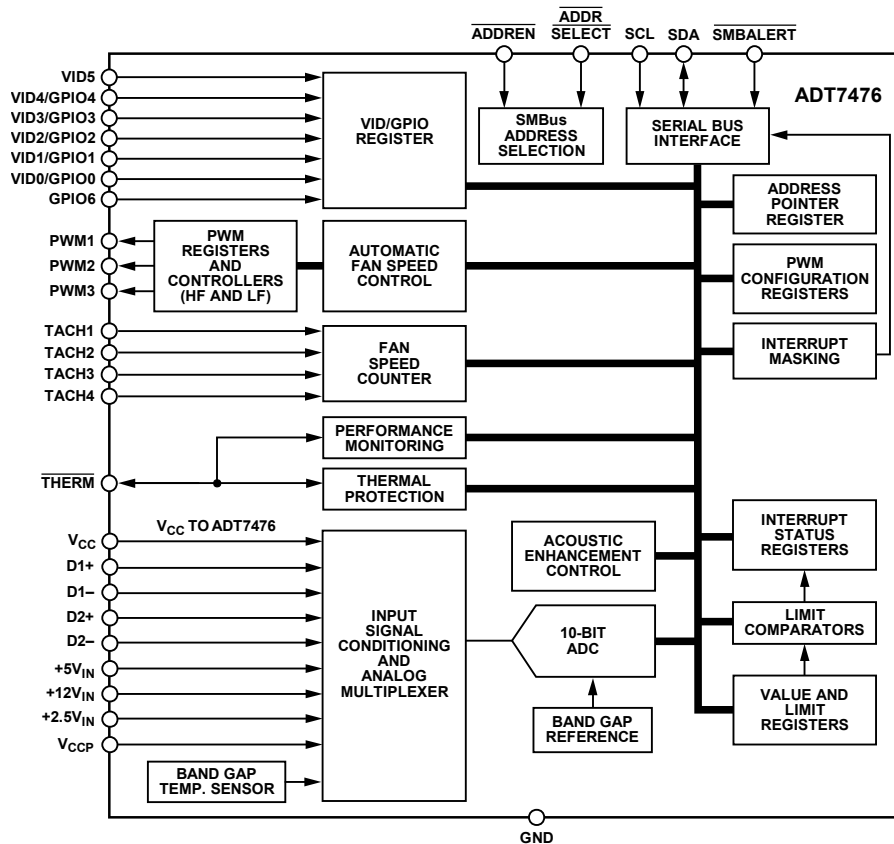 ADDREN
ADDR
SELECT
SCL
SDA
SMBALERT
ADT7476
VID5
VID4/GPIO4
VID3/GPIO3
VID2/GPIO2
VID1/GPIO1
VID0/GPIO0
GPIO6
VID/GPIO
REGISTER
SMBus
ADDRESS
SELECTION
SERIAL BUS
INTERFACE
ADDRESS
POINTER
REGISTER
PWM1
PWM2
PWM3
PWM
REGISTERS
AND
CONTROLLERS
(HF AND LF)
AUTOMATIC
FAN SPEED
CONTROL
PWM
CONFIGURATION
REGISTERS
TACH1
TACH2
TACH3
TACH4
FAN
SPEED
COUNTER
INTERRUPT
MASKING
PERFORMANCE
MONITORING
THERM
THERMAL
PROTECTION
VCC
D1+
D1–
D2+
D2–
+5VIN
+12VIN
+2.5VIN
VCCP
VCC TO ADT7476
INPUT
SIGNAL
CONDITIONING
AND
ANALOG
MULTIPLEXER
ACOUSTIC
ENHANCEMENT
CONTROL
INTERRUPT
STATUS
REGISTERS
10-BIT
ADC
LIMIT
COMPARATORS
BAND GAP
REFERENCE
VALUE AND
LIMIT
REGISTERS
BAND GAP
TEMP. SENSOR
GND